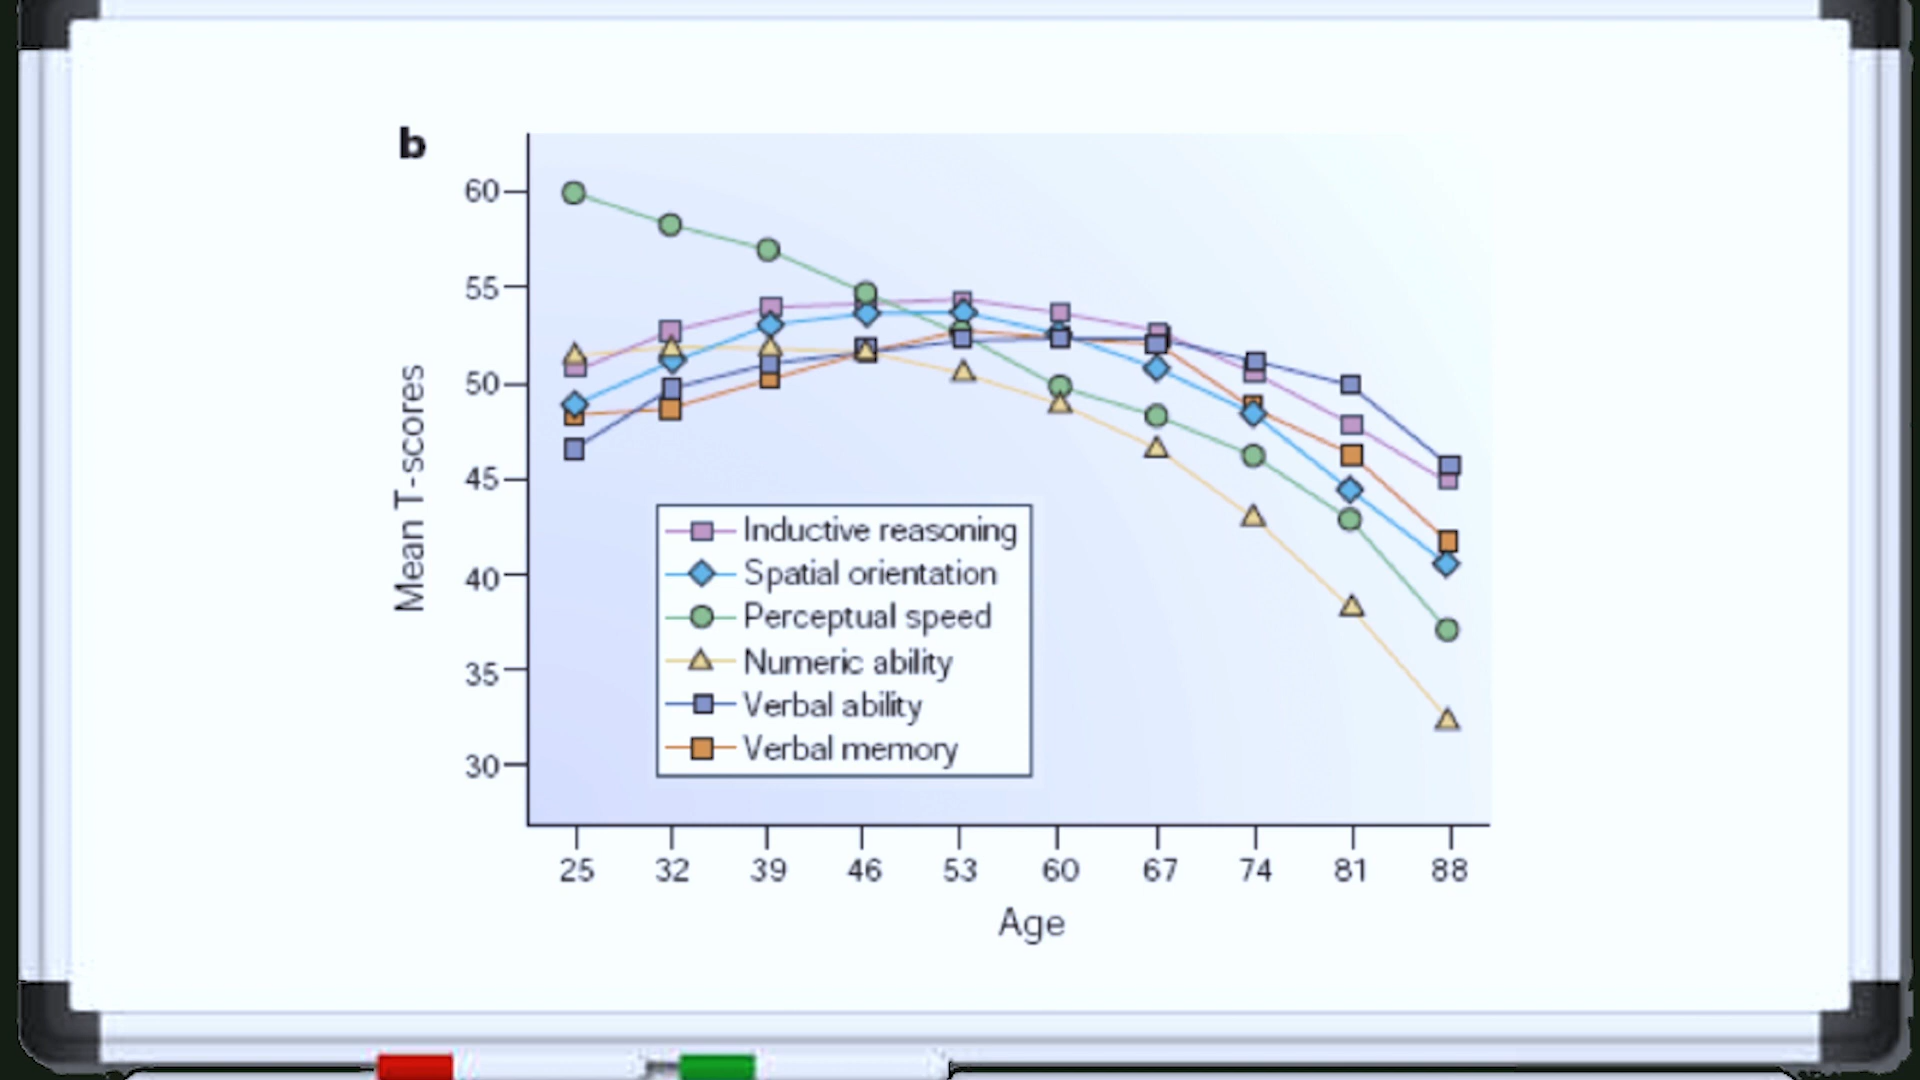 b
60
55
50
45
40
35
30
Mean T-scores
Inductive reasoning
Spatial orientation
Perceptual speed
Numeric ability
Verbal ability
Verbal memory
25 32 39 46 53 60 67 74 81 88
Age